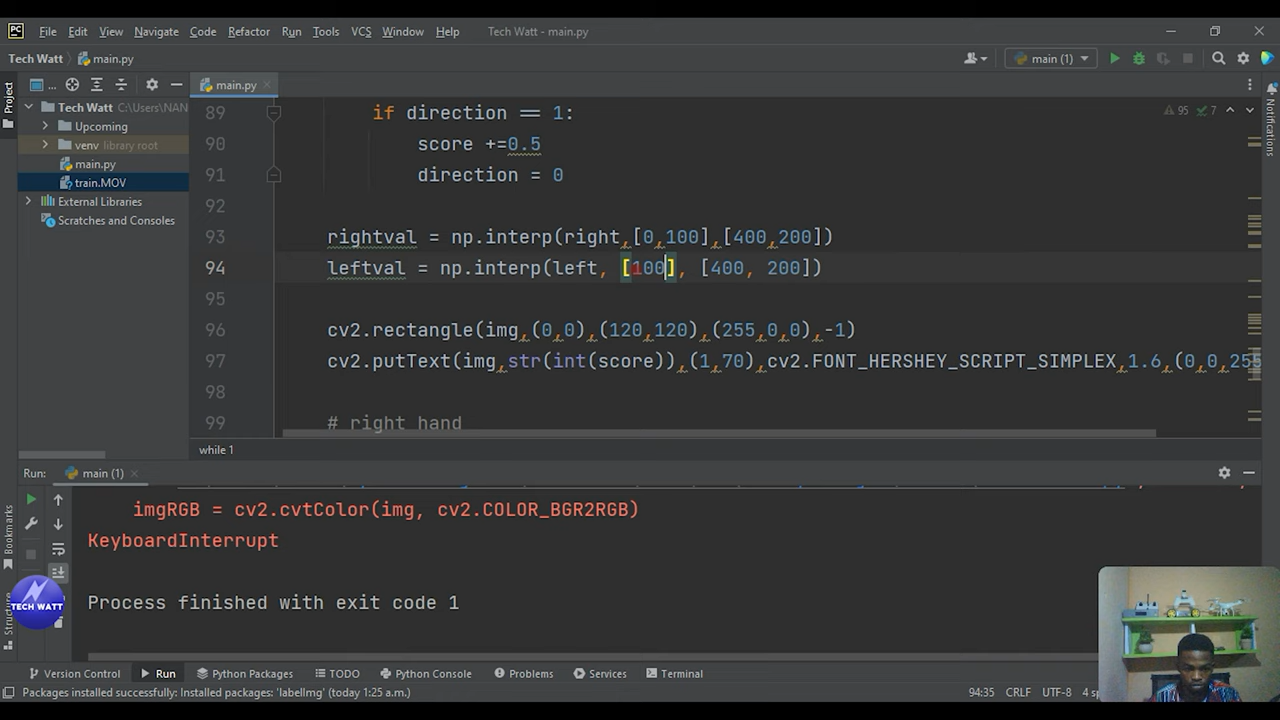 PC File Edit View Navigate Code Refactor Run Tools VCS Window Help Tech Watt - main.py
Tech Watt main.py main (1)
Project ... main.py
Tech Watt C:\Users\NAN
Upcoming
venv library root
main.py
train.MOV
External Libraries
Scratches and Consoles
95 7
89 if direction == 1:
90 score +=0.5
91 direction = 0
92
93 rightval = np.interp(right,[0,100],[400,200])
94 leftval = np.interp(left, [100], [400, 200])
95
96 cv2.rectangle(img,(0,0),(120,120),(255,0,0),-1)
97 cv2.putText(img,str(int(score)),(1,70),cv2.FONT_HERSHEY_SCRIPT_SIMPLEX,1.6,(0,0,255
98
99 # right hand
while 1
Notifications
Run: main (1)
imgRGB = cv2.cvtColor(img, cv2.COLOR_BGR2RGB)
KeyboardInterrupt
Process finished with exit code 1
Bookmarks
Structure
TECH WATT
Version Control Run Python Packages TODO Python Console Problems Services Terminal
Packages installed successfully: Installed packages: 'labelImg' (today 1:25 a.m.) 94:35 CRLF UTF-8 4 sp